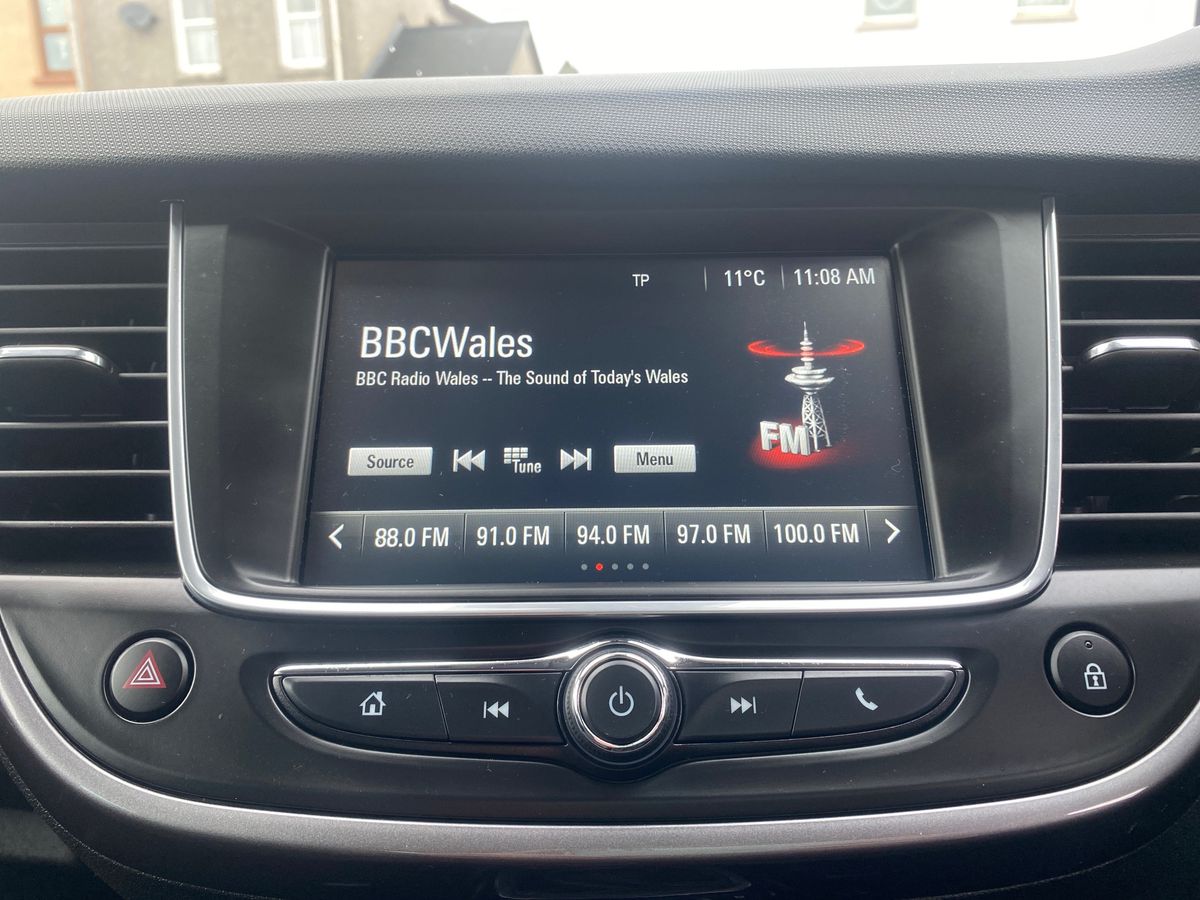 TP 11°C 11:08 AM
BBCWales
BBC Radio Wales -- The Sound of Today's Wales
FM
Source Tune Menu
88.0 FM 91.0 FM 94.0 FM 97.0 FM 100.0 FM